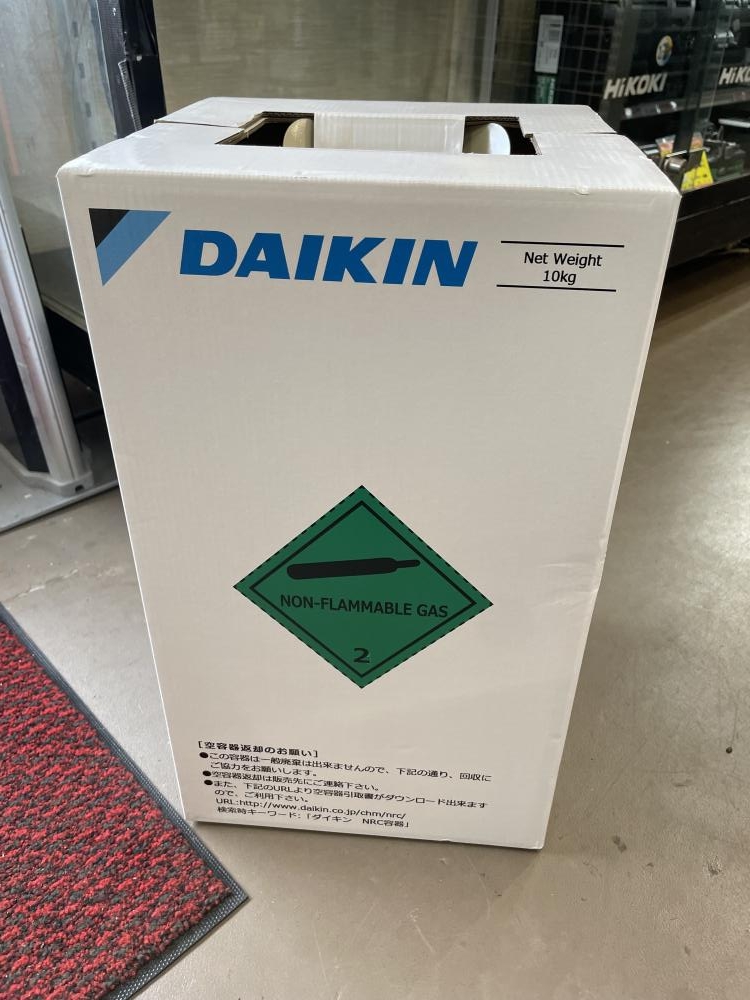 HiKOKI
HiKO
DAIKIN
Net Weight
10kg
NON-FLAMMABLE GAS
2
[空容器返却のお願い]
●この容器は一般廃棄は出来ませんので、下記の通り、回収に
ご協力をお願いします。
●空容器返却は販売先にご連絡下さい。
●また、下記のURLより空容器引取書がダウンロード出来ます
ので、ご利用下さい。
URL:http://www.daikin.co.jp/chm/nrc/
検索時キーワード:「ダイキン　NRC容器」